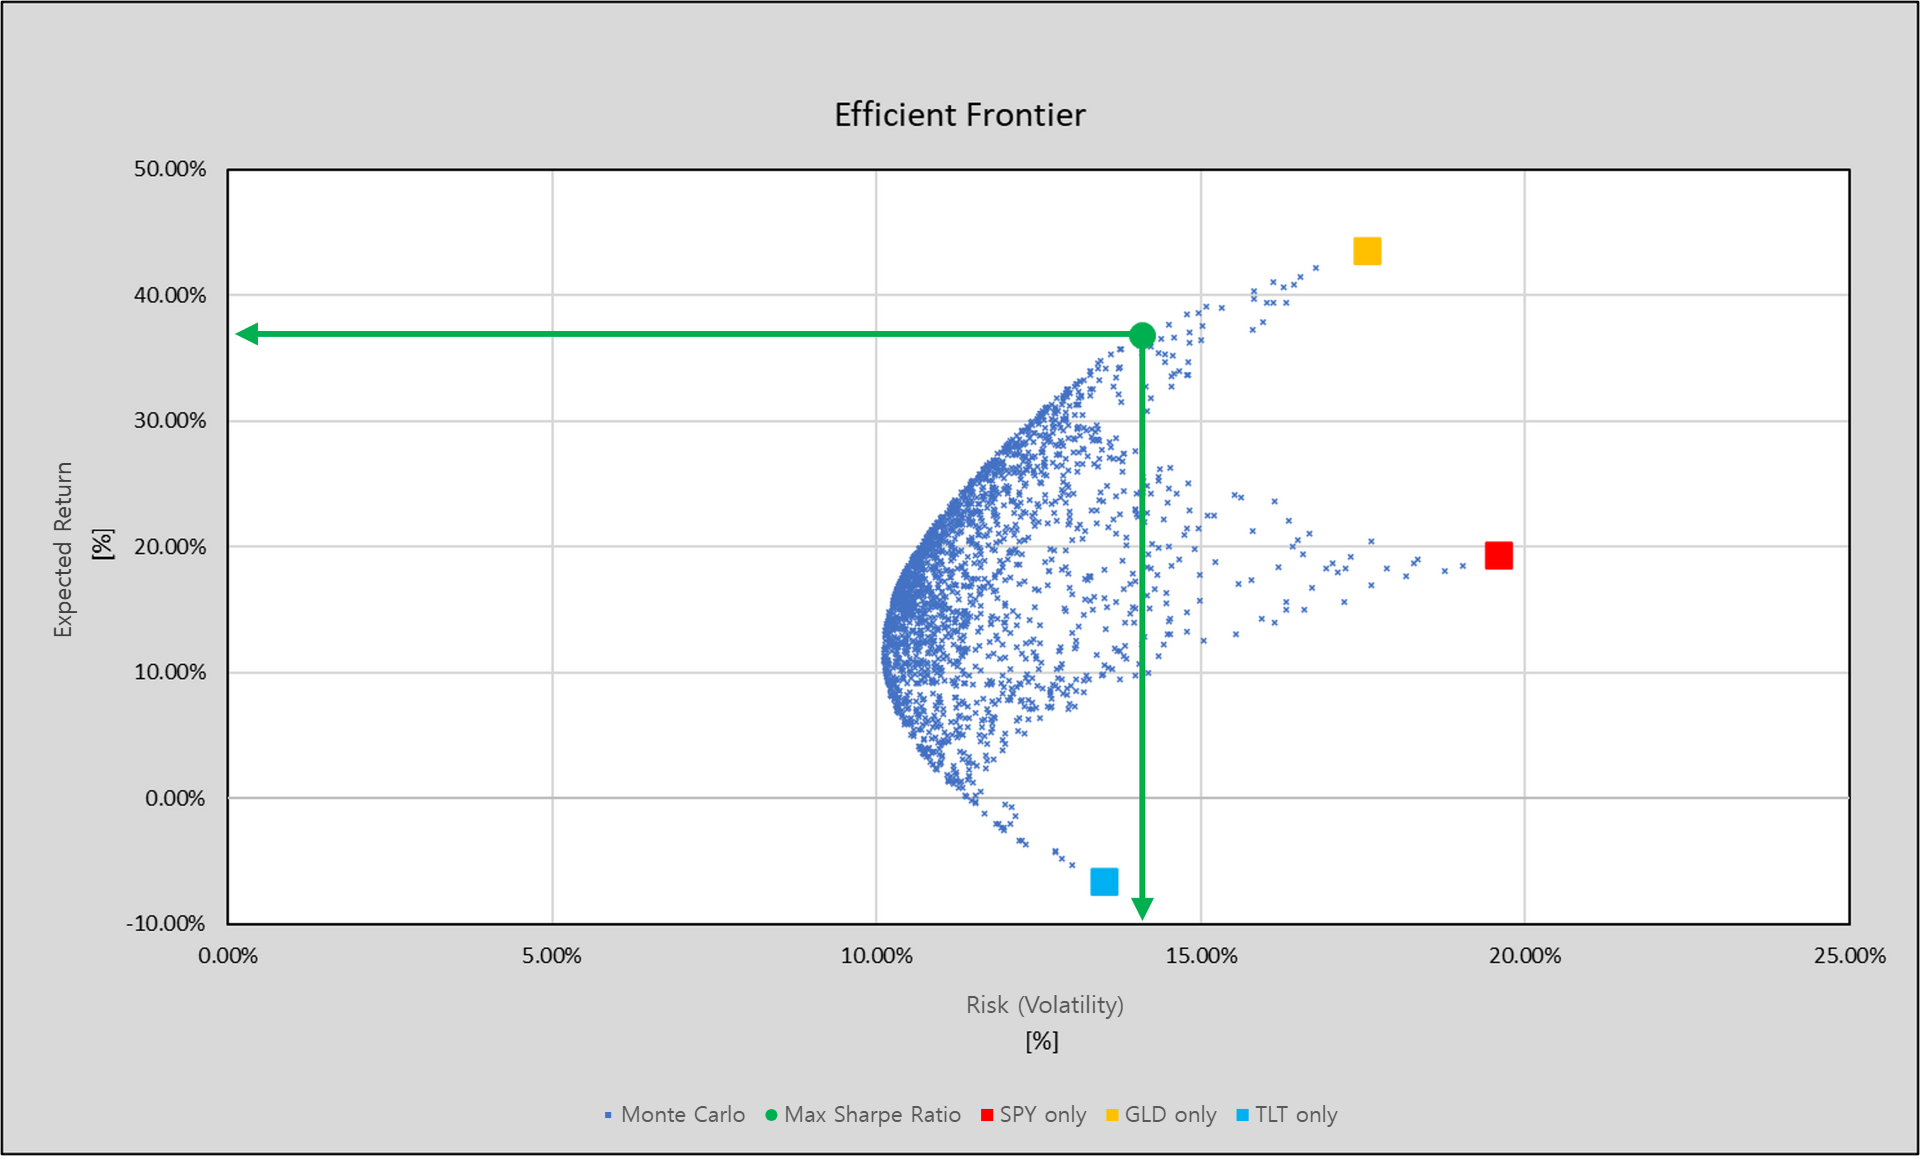 Efficient Frontier
50.00%
40.00%
30.00%
20.00%
10.00%
0.00%
-10.00%
Expected Return
[%]
0.00% 5.00% 10.00% 15.00% 20.00% 25.00%
Risk (Volatility)
[%]
Monte Carlo Max Sharpe Ratio SPY only GLD only TLT only